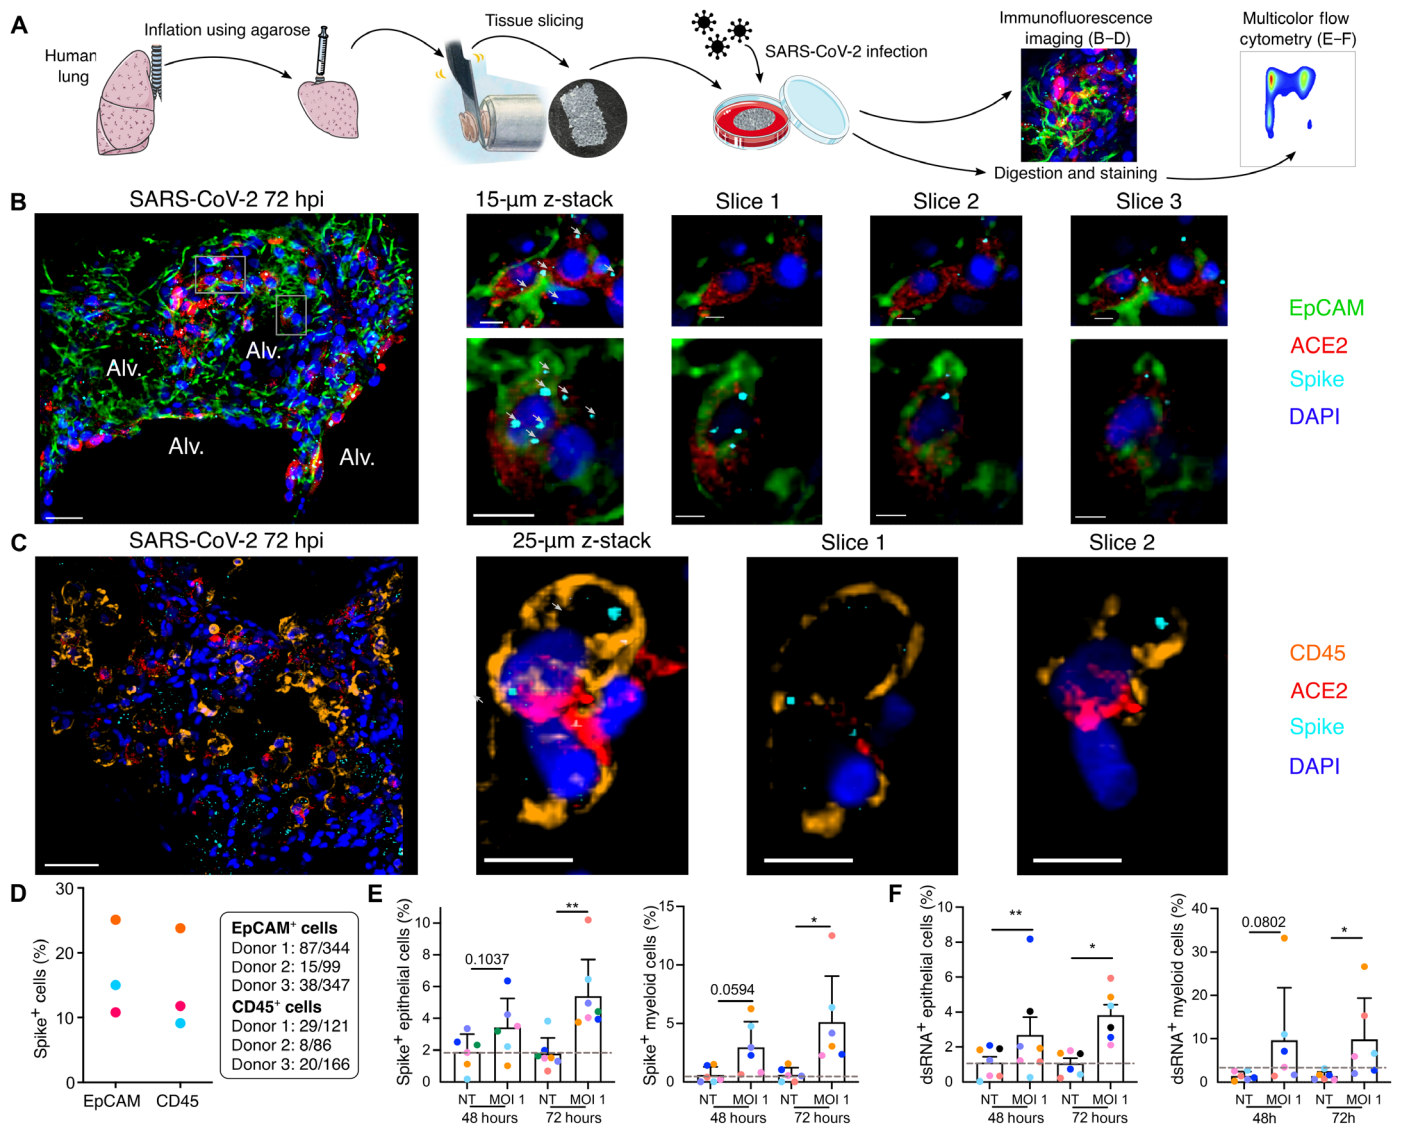 A
Human
lung
Inflation using agarose
Tissue slicing
SARS-CoV-2 infection
Immunofluorescence
imaging (B–D)
Multicolor flow
cytometry (E–F)
Digestion and staining
B
SARS-CoV-2 72 hpi
15-μm z-stack
Slice 1
Slice 2
Slice 3
Alv.
Alv.
Alv.
Alv.
EpCAM
ACE2
Spike
DAPI
C
SARS-CoV-2 72 hpi
25-μm z-stack
Slice 1
Slice 2
CD45
ACE2
Spike
DAPI
D
Spike+ cells (%)
30
20
10
0
EpCAM CD45
EpCAM+ cells
Donor 1: 87/344
Donor 2: 15/99
Donor 3: 38/347
CD45+ cells
Donor 1: 29/121
Donor 2: 8/86
Donor 3: 20/166
E
Spike+ epithelial cells (%)
10
8
6
4
2
0
0.1037
**
NT MOI 1 NT MOI 1
48 hours 72 hours
Spike+ myeloid cells (%)
15
10
5
0
0.0594
*
NT MOI 1 NT MOI 1
48 hours 72 hours
F
dsRNA+ epithelial cells (%)
10
8
6
4
2
0
**
*
NT MOI 1 NT MOI 1
48 hours 72 hours
dsRNA+ myeloid cells (%)
40
30
20
10
0
0.0802
*
NT MOI 1 NT MOI 1
48h 72h